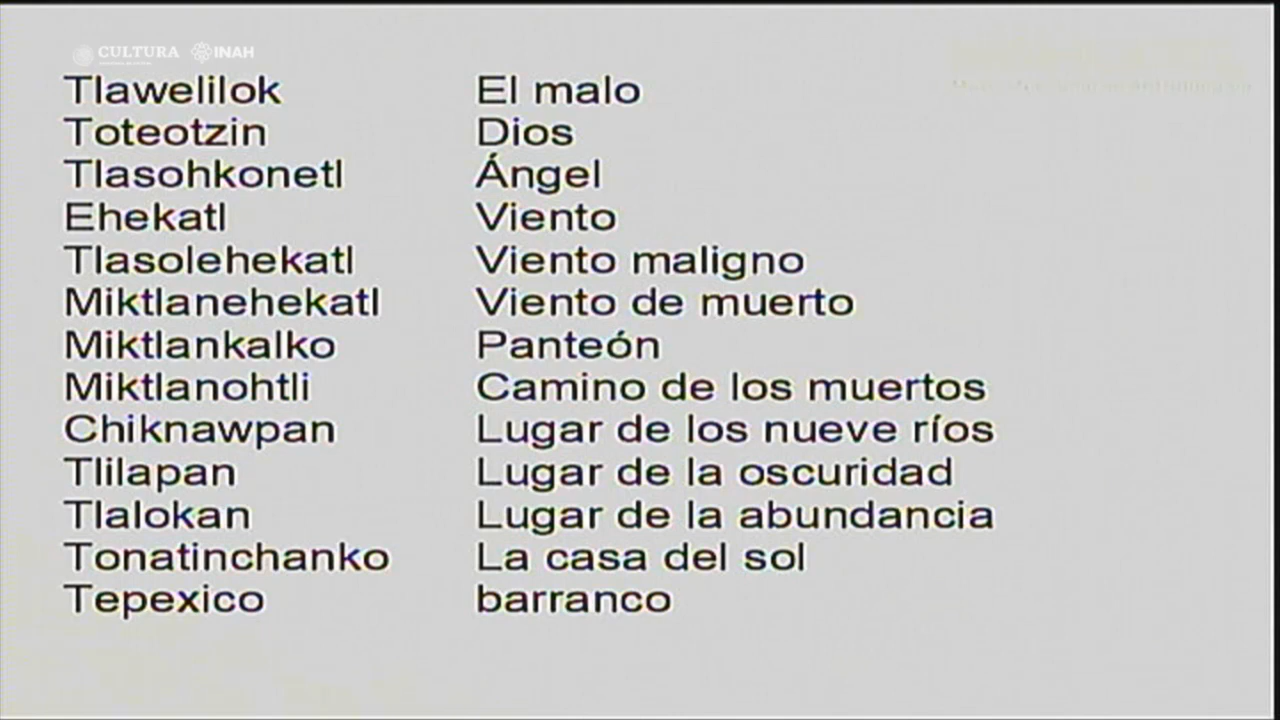 CULTURA INAH
Tlawelilok El malo
Toteotzin Dios
Tlasohkonetl Ángel
Ehekatl Viento
Tlasolehekatl Viento maligno
Miktlanehekatl Viento de muerto
Miktlankalko Panteón
Miktlanohtli Camino de los muertos
Chiknawpan Lugar de los nueve ríos
Tlilapan Lugar de la oscuridad
Tlalokan Lugar de la abundancia
Tonatinchanko La casa del sol
Tepexico barranco